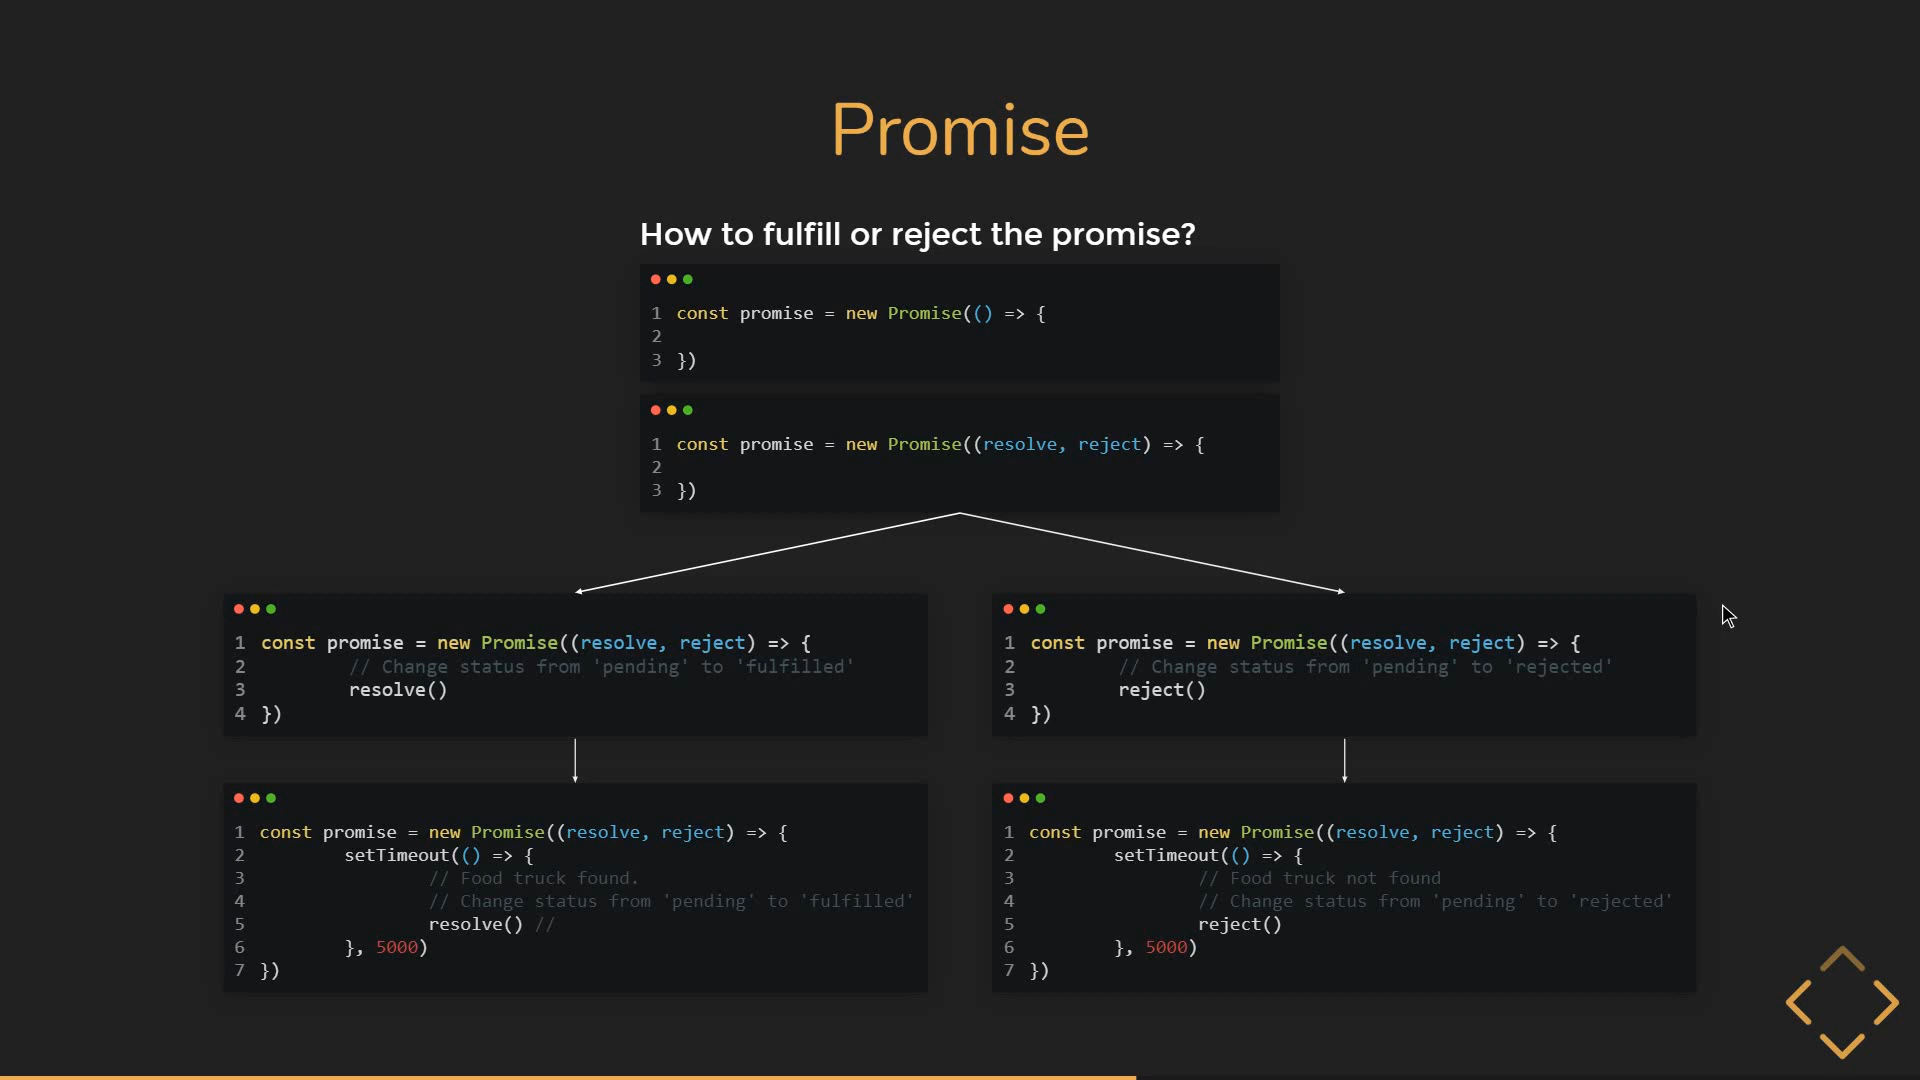 Promise
How to fulfill or reject the promise?
1 const promise = new Promise(() => {
2
3 })
1 const promise = new Promise((resolve, reject) => {
2
3 })
1 const promise = new Promise((resolve, reject) => {
2 // Change status from 'pending' to 'fulfilled'
3 resolve()
4 })
1 const promise = new Promise((resolve, reject) => {
2 // Change status from 'pending' to 'rejected'
3 reject()
4 })
1 const promise = new Promise((resolve, reject) => {
2 setTimeout(() => {
3 // Food truck found.
4 // Change status from 'pending' to 'fulfilled'
5 resolve() //
6 }, 5000)
7 })
1 const promise = new Promise((resolve, reject) => {
2 setTimeout(() => {
3 // Food truck not found
4 // Change status from 'pending' to 'rejected'
5 reject()
6 }, 5000)
7 })